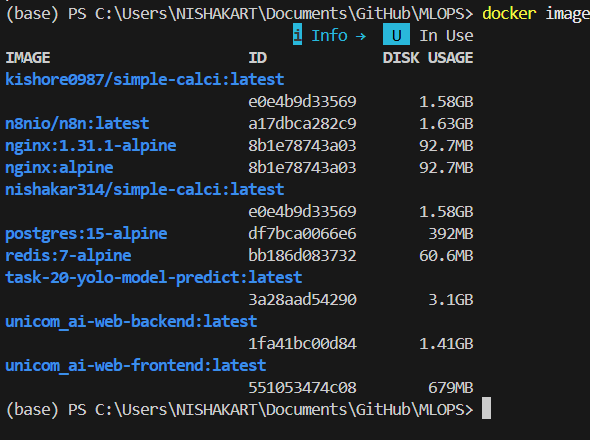 (base) PS C:\Users\NISHAKART\Documents\GitHub\MLOPS> docker image
i Info → U In Use
IMAGE ID DISK USAGE
kishore0987/simple-calci:latest
e0e4b9d33569 1.58GB
n8nio/n8n:latest a17dbca282c9 1.63GB
nginx:1.31.1-alpine 8b1e78743a03 92.7MB
nginx:alpine 8b1e78743a03 92.7MB
nishakar314/simple-calci:latest
e0e4b9d33569 1.58GB
postgres:15-alpine df7bca0066e6 392MB
redis:7-alpine bb186d083732 60.6MB
task-20-yolo-model-predict:latest
3a28aad54290 3.1GB
unicom_ai-web-backend:latest
1fa41bc00d84 1.41GB
unicom_ai-web-frontend:latest
551053474c08 679MB
(base) PS C:\Users\NISHAKART\Documents\GitHub\MLOPS>